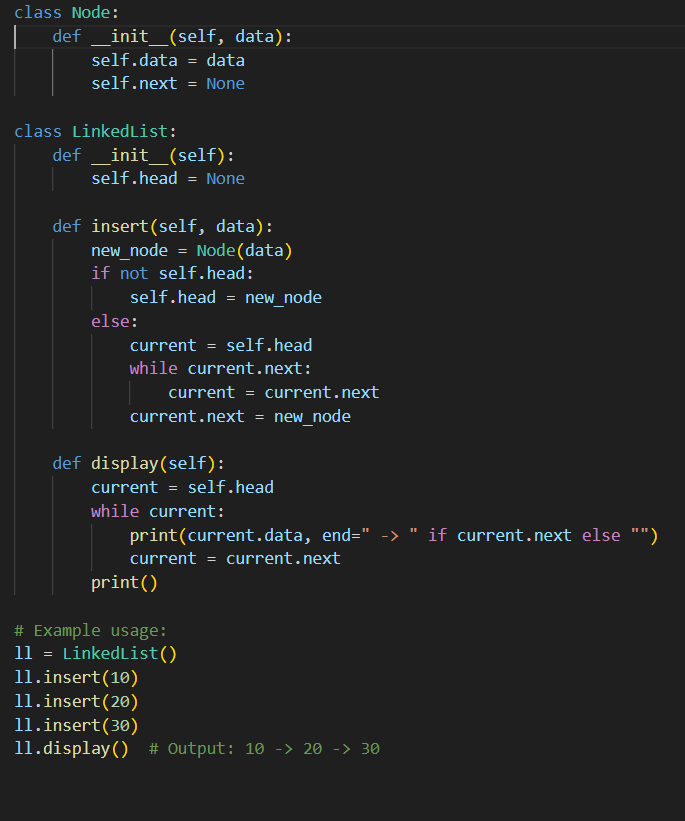 class Node:
    def __init__(self, data):
        self.data = data
        self.next = None

class LinkedList:
    def __init__(self):
        self.head = None

    def insert(self, data):
        new_node = Node(data)
        if not self.head:
            self.head = new_node
        else:
            current = self.head
            while current.next:
                current = current.next
            current.next = new_node

    def display(self):
        current = self.head
        while current:
            print(current.data, end=" -> " if current.next else "")
            current = current.next
        print()

# Example usage:
ll = LinkedList()
ll.insert(10)
ll.insert(20)
ll.insert(30)
ll.display()  # Output: 10 -> 20 -> 30